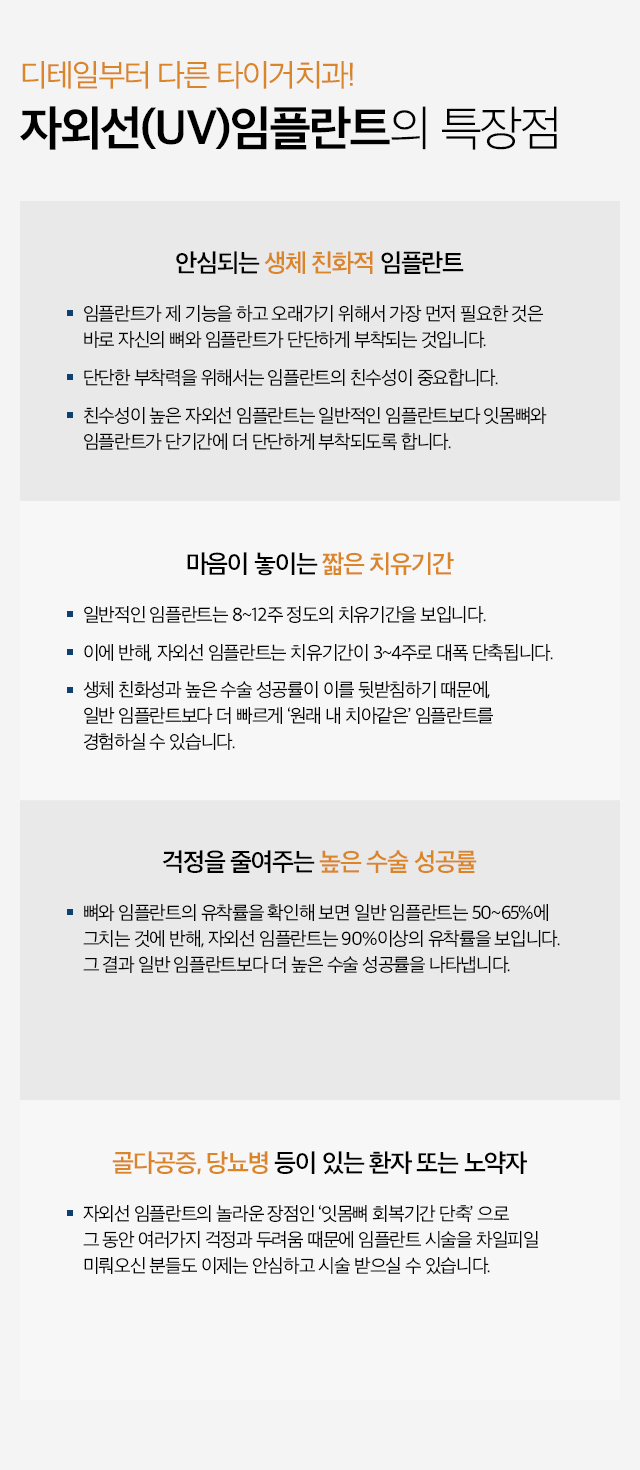 디테일부터 다른 타이거치과!
자외선(UV)임플란트의 특장점
안심되는 생체 친화적 임플란트
임플란트가 제 기능을 하고 오래가기 위해서 가장 먼저 필요한 것은
바로 자신의 뼈와 임플란트가 단단하게 부착되는 것입니다.
단단한 부착력을 위해서는 임플란트의 친수성이 중요합니다.
친수성이 높은 자외선 임플란트는 일반적인 임플란트보다 잇몸뼈와
임플란트가 단기간에 더 단단하게 부착되도록 합니다.
마음이 놓이는 짧은 치유기간
일반적인 임플란트는 8~12주 정도의 치유기간을 보입니다.
이에 반해, 자외선 임플란트는 치유기간이 3~4주로 대폭 단축됩니다.
생체 친화성과 높은 수술 성공률이 이를 뒷받침하기 때문에,
일반 임플란트보다 더 빠르게 ‘원래 내 치아같은’ 임플란트를
경험하실 수 있습니다.
걱정을 줄여주는 높은 수술 성공률
뼈와 임플란트의 유착률을 확인해 보면 일반 임플란트는 50~65%에
그치는 것에 반해, 자외선 임플란트는 90%이상의 유착률을 보입니다.
그 결과 일반 임플란트보다 더 높은 수술 성공률을 나타냅니다.
골다공증, 당뇨병 등이 있는 환자 또는 노약자
자외선 임플란트의 놀라운 장점인 ‘잇몸뼈 회복기간 단축’ 으로
그 동안 여러가지 걱정과 두려움 때문에 임플란트 시술을 차일피일
미뤄오신 분들도 이제는 안심하고 시술 받으실 수 있습니다.